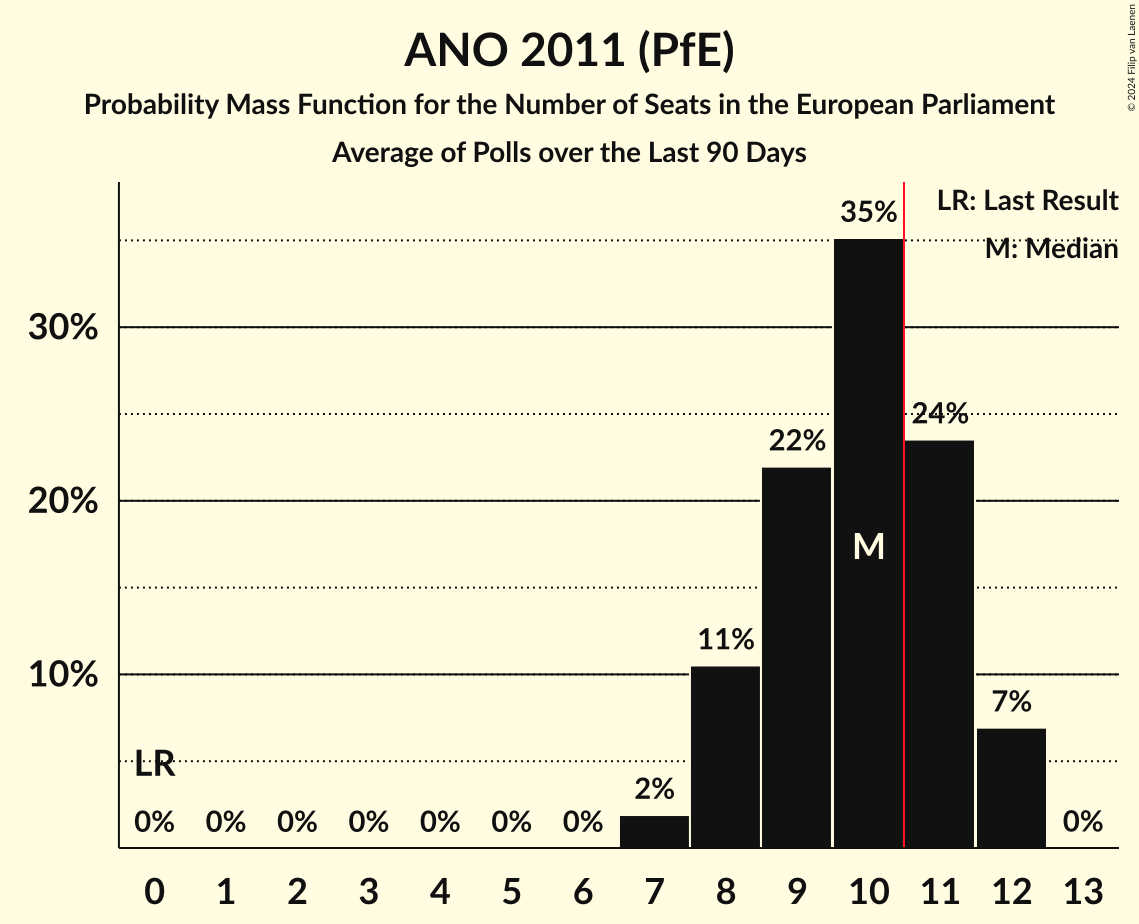 ANO 2011 (PfE)
Probability Mass Function for the Number of Seats in the European Parliament
Average of Polls over the Last 90 Days
© 2024 Filip van Laenen
LR: Last Result
M: Median
35%
30%
24%
22%
20%
M
11%
10%
7%
LR
2%
0% 0% 0% 0% 0% 0% 0% 0%
0 1 2 3 4 5 6 7 8 9 10 11 12 13